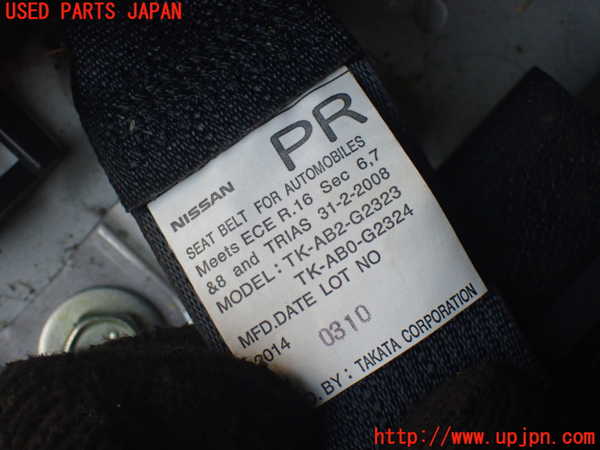 USED PARTS JAPAN
PR
NISSAN
SEAT BELT FOR AUTOMOBILES
Meets ECE R.16 Sec 6,7
&8 and TRIAS 31-2-2008
MODEL: TK-AB2-G2323
TK-AB0-G2324
MFD.DATE LOT NO
2014 0310
D.BY: TAKATA CORPORATION
http://www.upjpn.com/